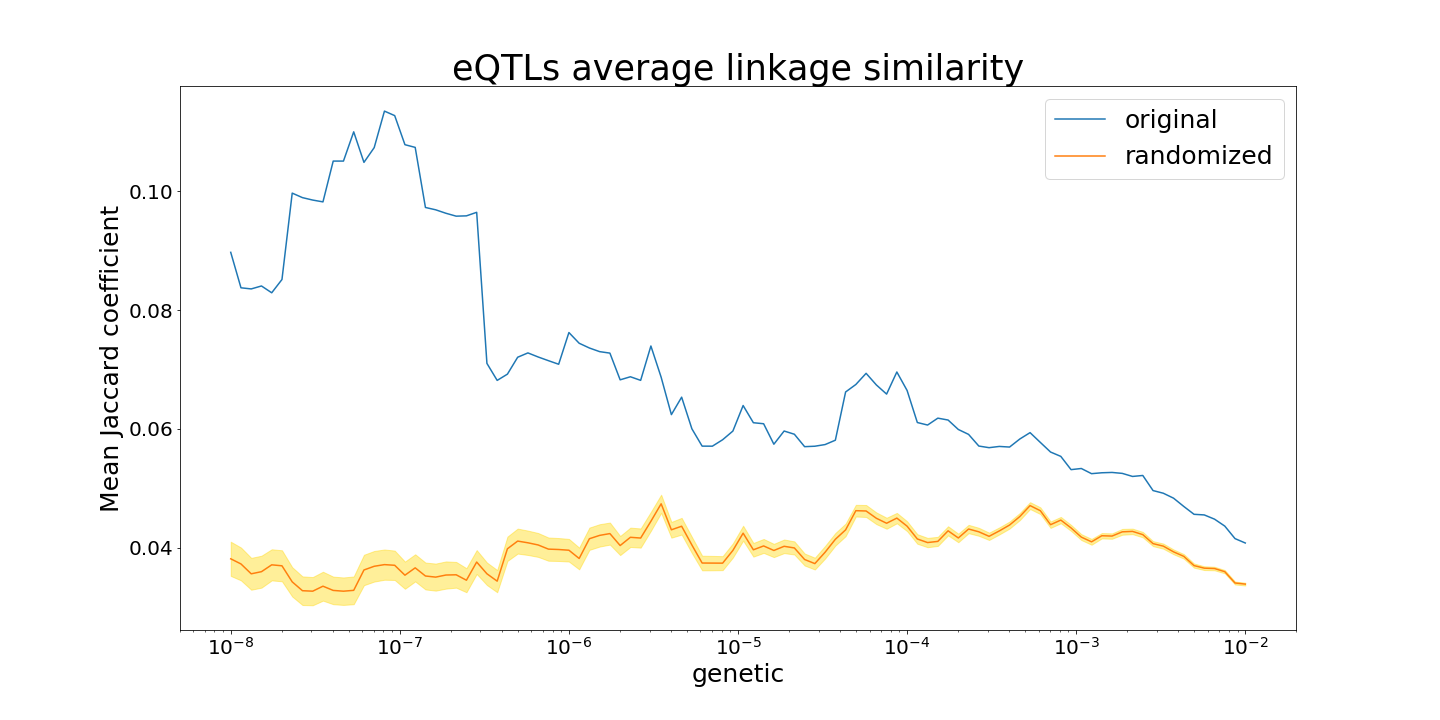 eQTLs average linkage similarity
original
randomized
Mean Jaccard coefficient
0.10
0.08
0.06
0.04
10⁻⁸ 10⁻⁷ 10⁻⁶ 10⁻⁵ 10⁻⁴ 10⁻³ 10⁻²
genetic